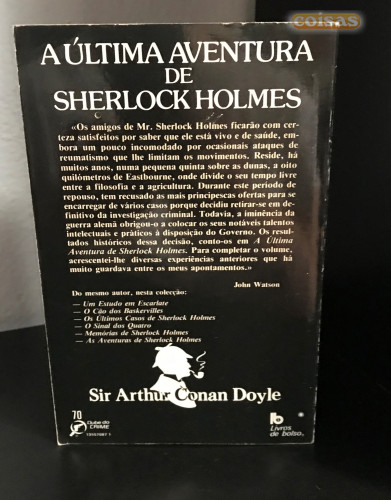 coisas
A ÚLTIMA AVENTURA
DE
SHERLOCK HOLMES
«Os amigos de Mr. Sherlock Holmes ficarão com cer-
teza satisfeitos por saber que ele está vivo e de saúde, em-
bora um pouco incomodado por ocasionais ataques de
reumatismo que lhe limitam os movimentos. Reside, há
muitos anos, numa pequena quinta sobre as dunas, a oito
quilómetros de Eastbourne, onde divide o seu tempo livre
entre a filosofia e a agricultura. Durante este período de
repouso, tem recusado as mais principescas ofertas para se
encarregar de vários casos porque decidiu retirar-se em de-
finitivo da investigação criminal. Todavia, a iminência da
guerra alemã obrigou-o a colocar os seus notáveis talentos
intelectuais e práticos à disposição do Governo. Os resul-
tados históricos dessa decisão, conto-os em A Última
Aventura de Sherlock Holmes. Para completar o volume,
acrescentei-lhe diversas experiências anteriores que há
muito guardava entre os meus apontamentos.»
John Watson
Do mesmo autor, nesta colecção:
— Um Estudo em Escarlate
— O Cão dos Baskervilles
— Os Últimos Casos de Sherlock Holmes
— O Sinal dos Quatro
— Memórias de Sherlock Holmes
— As Aventuras de Sherlock Holmes
Sir Arthur Conan Doyle
70
Clube do
CRIME
Livros
de bolso